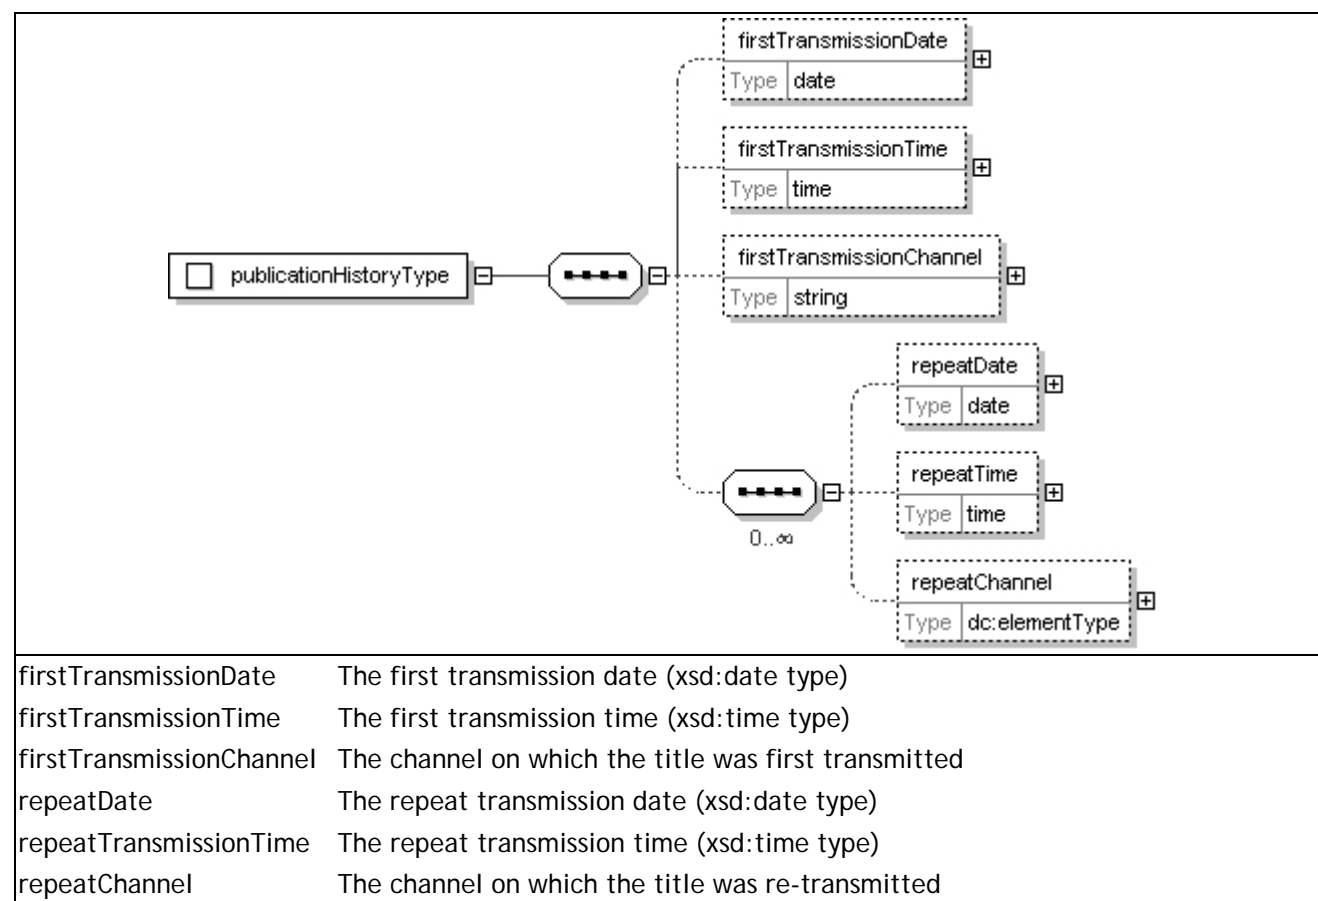 firstTransmissionDate
Type date
firstTransmissionTime
Type time
publicationHistoryType
firstTransmissionChannel
Type string
repeatDate
Type date
repeatTime
Type time
0..∞
repeatChannel
Type dc:elementType
firstTransmissionDate The first transmission date (xsd:date type)
firstTransmissionTime The first transmission time (xsd:time type)
firstTransmissionChannel The channel on which the title was first transmitted
repeatDate The repeat transmission date (xsd:date type)
repeatTransmissionTime The repeat transmission time (xsd:time type)
repeatChannel The channel on which the title was re-transmitted